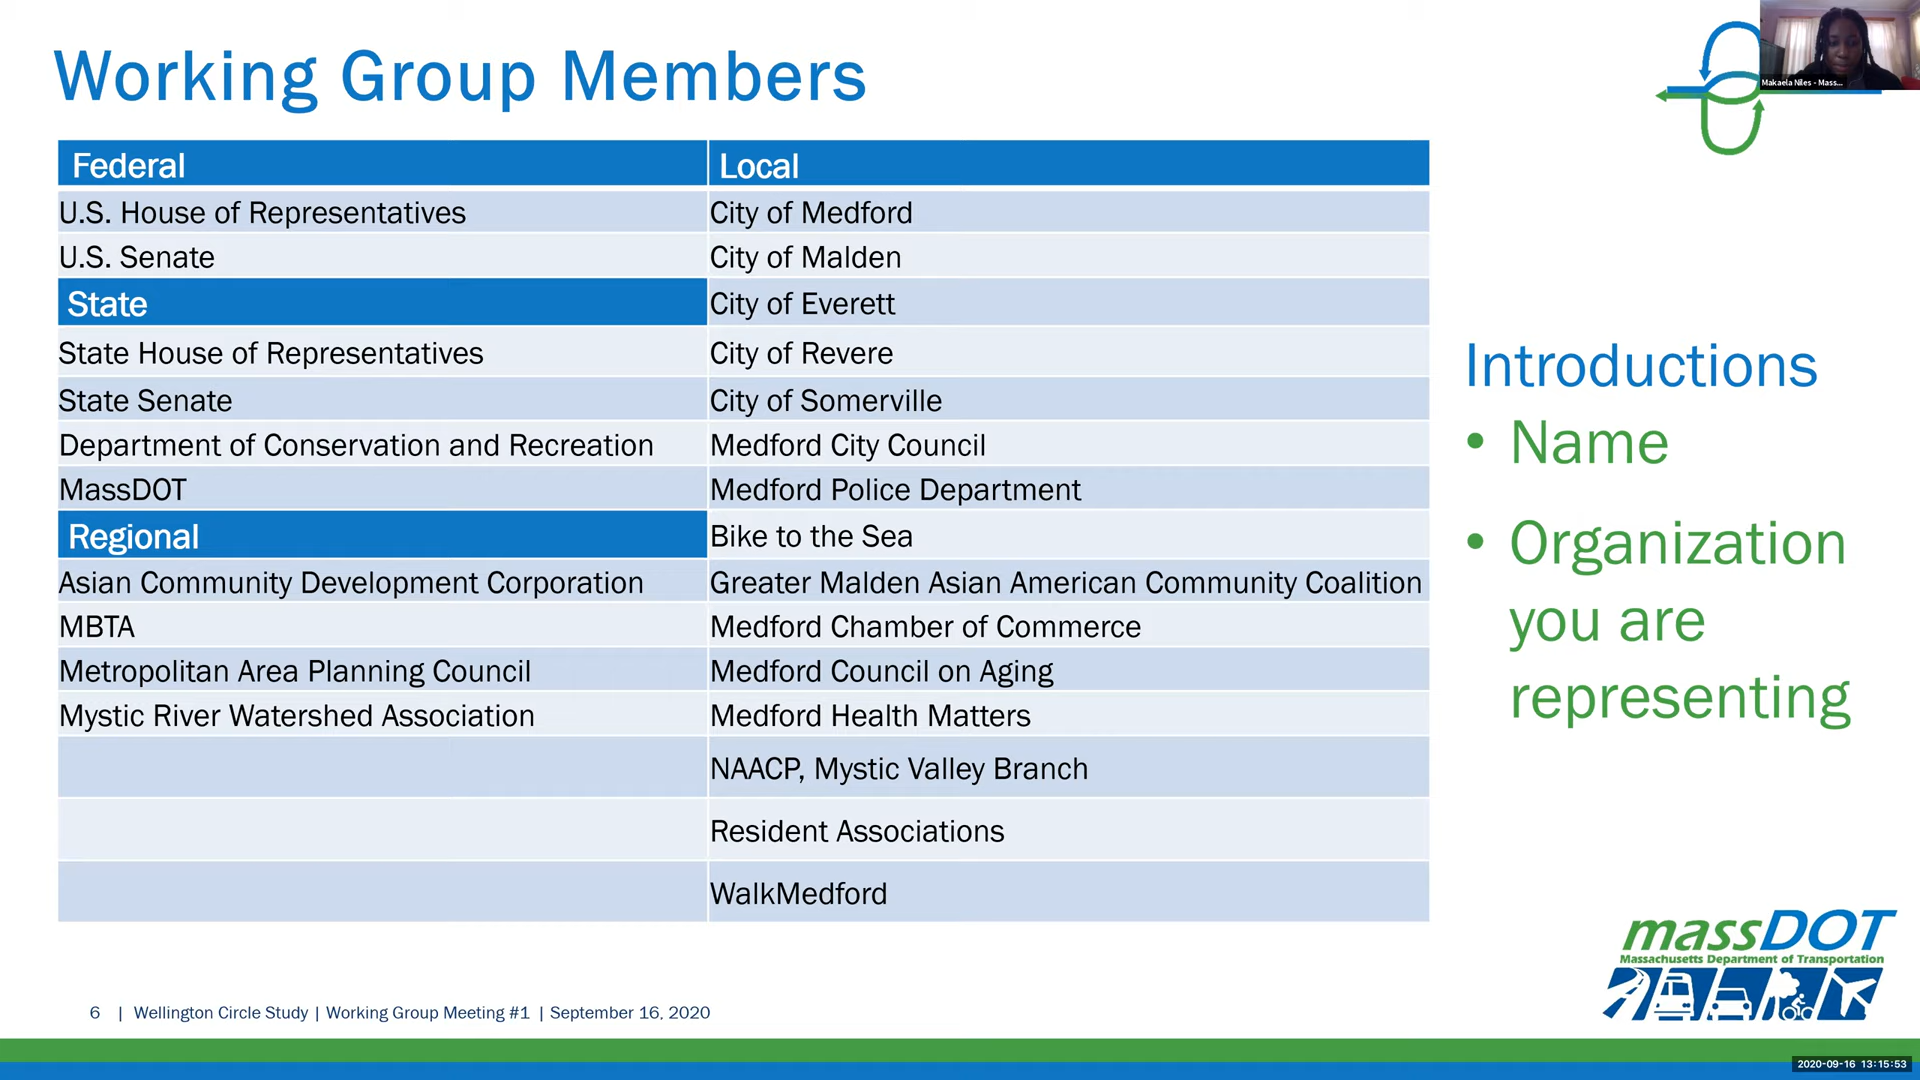 Working Group Members
Makaela Niles - Mass...
Federal
U.S. House of Representatives
U.S. Senate
State
State House of Representatives
State Senate
Department of Conservation and Recreation
MassDOT
Regional
Asian Community Development Corporation
MBTA
Metropolitan Area Planning Council
Mystic River Watershed Association
Local
City of Medford
City of Malden
City of Everett
City of Revere
City of Somerville
Medford City Council
Medford Police Department
Bike to the Sea
Greater Malden Asian American Community Coalition
Medford Chamber of Commerce
Medford Council on Aging
Medford Health Matters
NAACP, Mystic Valley Branch
Resident Associations
WalkMedford
Introductions
• Name
• Organization
you are
representing
massDOT
Massachusetts Department of Transportation
6 | Wellington Circle Study | Working Group Meeting #1 | September 16, 2020
2020-09-16 13:15:53